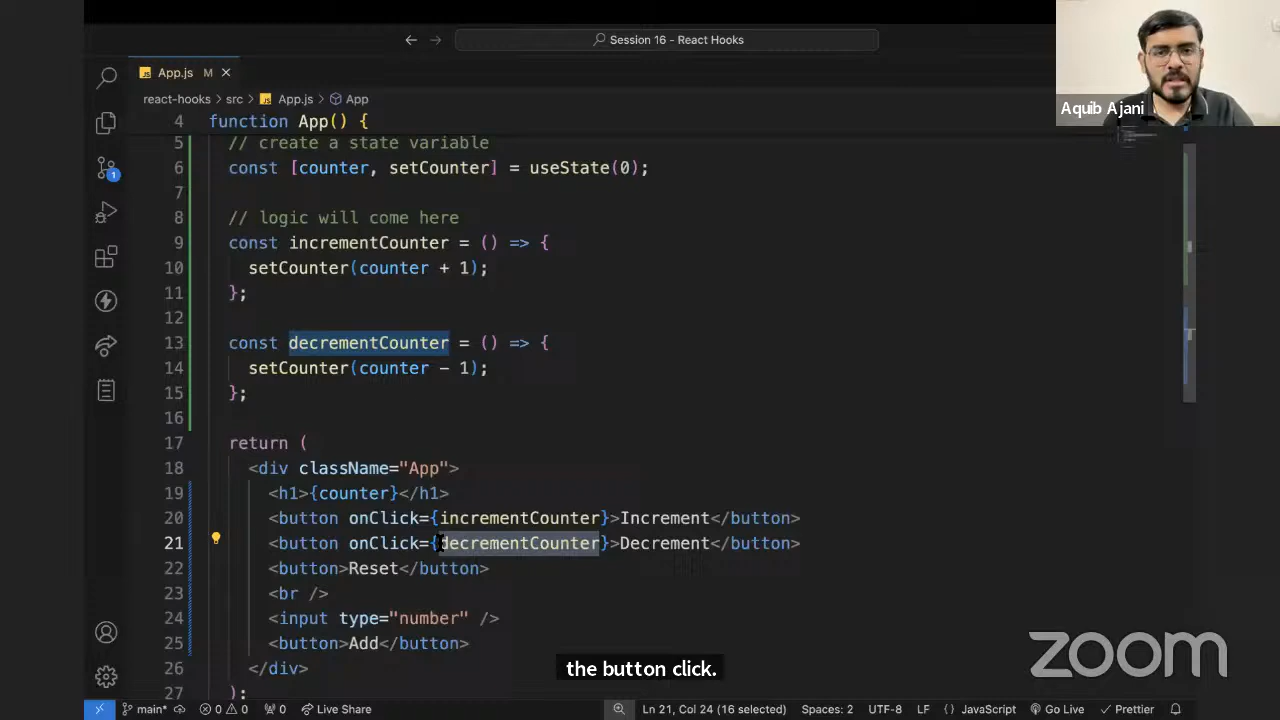 ← → Session 16 - React Hooks
Aquib Ajani
App.js M ×
react-hooks > src > App.js > App
4 function App() {
5 // create a state variable
6 const [counter, setCounter] = useState(0);
7
8 // logic will come here
9 const incrementCounter = () => {
10 setCounter(counter + 1);
11 };
12
13 const decrementCounter = () => {
14 setCounter(counter - 1);
15 };
16
17 return (
18 <div className="App">
19 <h1>{counter}</h1>
20 <button onClick={incrementCounter}>Increment</button>
21 <button onClick={decrementCounter}>Decrement</button>
22 <button>Reset</button>
23 <br />
24 <input type="number" />
25 <button>Add</button>
26 </div>
27 );
1
the button click.
zoom
main* 0 0 0 Live Share Ln 21, Col 24 (16 selected) Spaces: 2 UTF-8 LF {} JavaScript Go Live Prettier